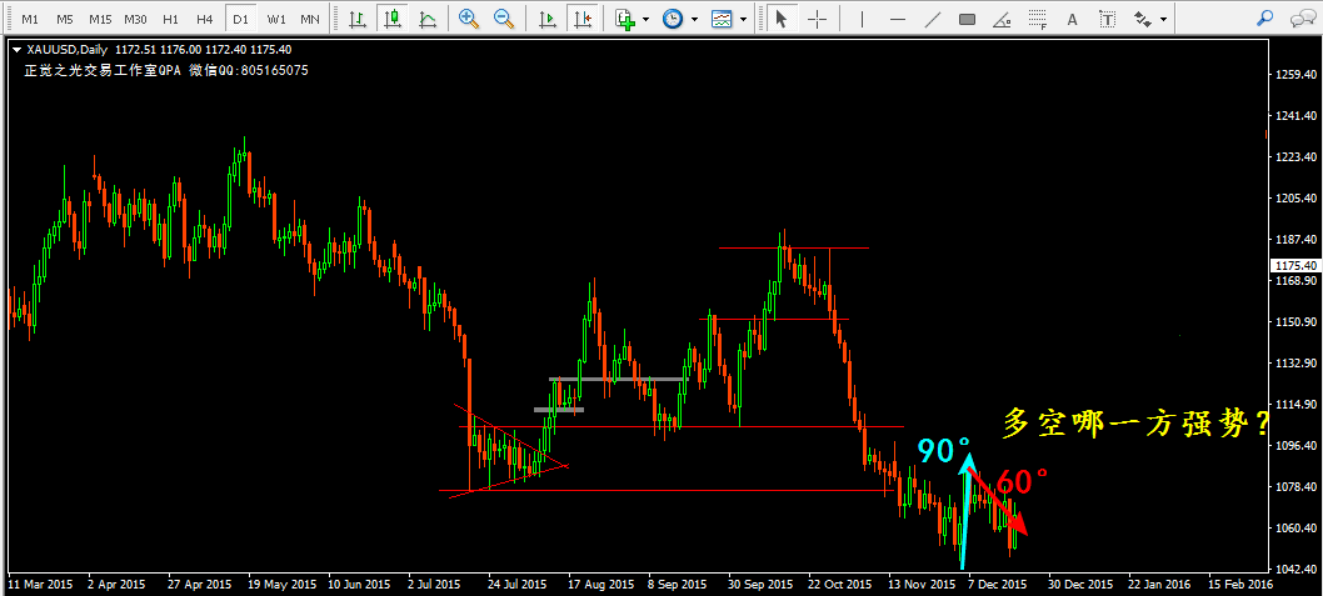 M1 M5 M15 M30 H1 H4 D1 W1 MN
F A T
XAUUSD,Daily 1172.51 1176.00 1172.40 1175.40
正觉之光交易工作室QPA 微信QQ:805165075
1259.40
1241.40
1223.40
1205.40
1187.40
1175.40
1168.90
1150.90
1132.90
1114.90
多空哪一方强势?
90°
1096.40
60°
1078.40
1060.40
1042.40
11 Mar 2015 2 Apr 2015 27 Apr 2015 19 May 2015 10 Jun 2015 2 Jul 2015 24 Jul 2015 17 Aug 2015 8 Sep 2015 30 Sep 2015 22 Oct 2015 13 Nov 2015 7 Dec 2015 30 Dec 2015 22 Jan 2016 15 Feb 2016